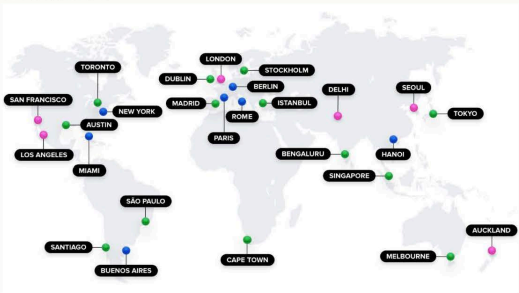 LONDON
TORONTO
STOCKHOLM
DUBLIN
BERLIN
DELHI
SEOUL
SAN FRANCISCO
MADRID
ISTANBUL
NEW YORK
TOKYO
ROME
AUSTIN
PARIS
LOS ANGELES
BENGALURU
HANOI
MIAMI
SINGAPORE
SÃO PAULO
AUCKLAND
SANTIAGO
CAPE TOWN
MELBOURNE
BUENOS AIRES